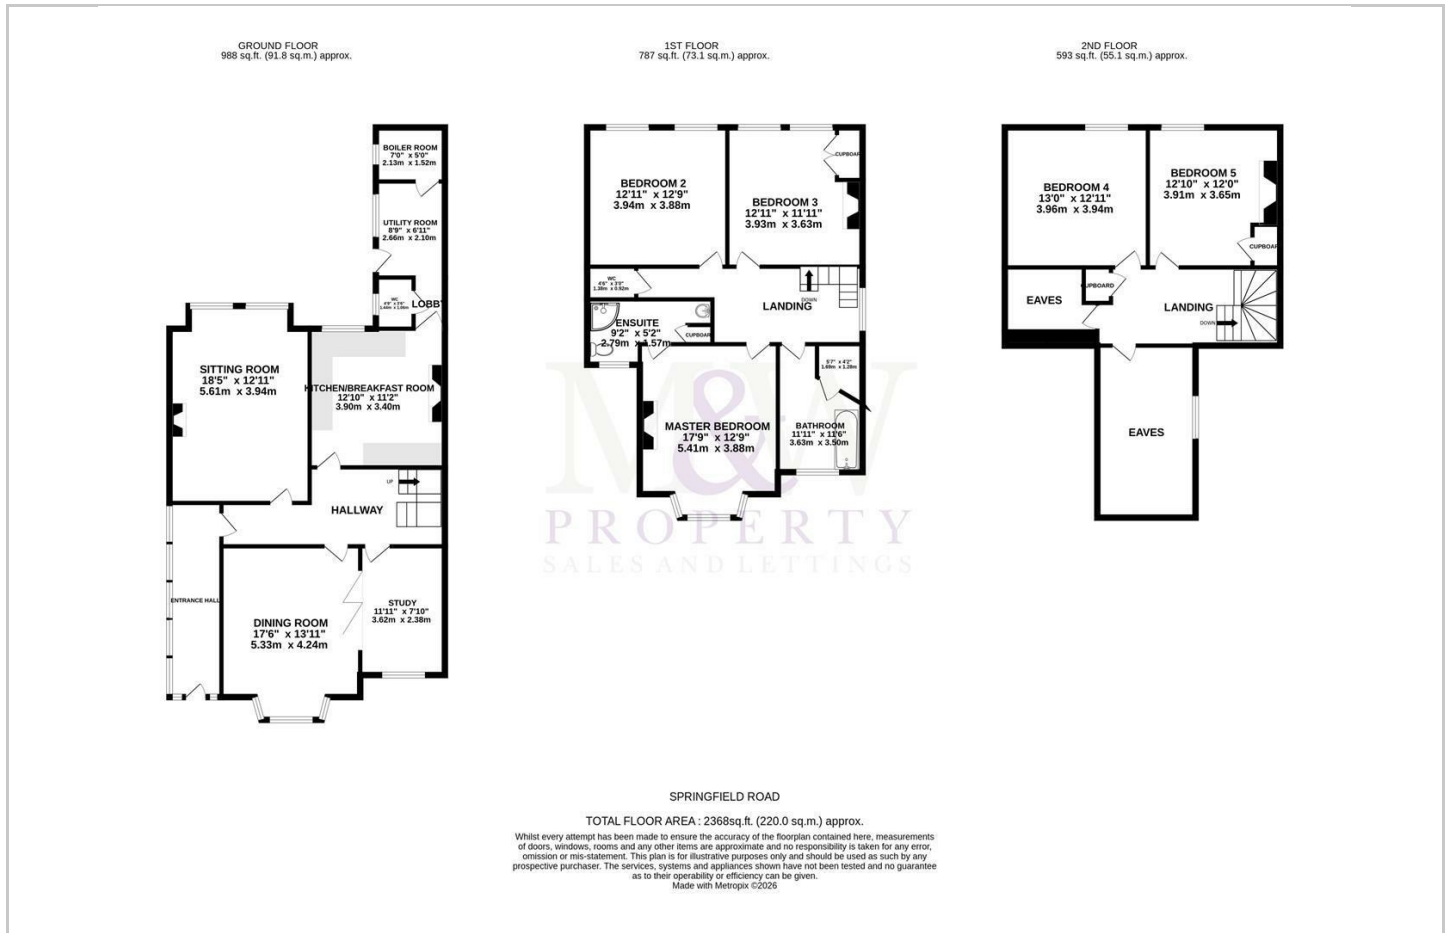 GROUND FLOOR
988 sq.ft. (91.8 sq.m.) approx.
BOILER ROOM
7'0" x 5'0"
2.13m x 1.52m
UTILITY ROOM
8'9" x 6'11"
2.66m x 2.10m
WC
LOBBY
SITTING ROOM
18'5" x 12'11"
5.61m x 3.94m
KITCHEN/BREAKFAST ROOM
12'10" x 11'2"
3.90m x 3.40m
UP
HALLWAY
ENTRANCE HALL
DINING ROOM
17'6" x 13'11"
5.33m x 4.24m
STUDY
11'11" x 7'10"
3.62m x 2.38m
1ST FLOOR
787 sq.ft. (73.1 sq.m.) approx.
BEDROOM 2
12'11" x 12'9"
3.94m x 3.88m
CUPBOARD
BEDROOM 3
12'11" x 11'11"
3.93m x 3.63m
WC
4'6" x 3'0"
1.38m x 0.92m
DOWN
LANDING
ENSUITE
9'2" x 5'2"
2.79m x 1.57m
CUPBOARD
5'7" x 4'2"
1.69m x 1.28m
MASTER BEDROOM
17'9" x 12'9"
5.41m x 3.88m
BATHROOM
11'11" x 11'6"
3.63m x 3.50m
M&W
PROPERTY
SALES AND LETTINGS
2ND FLOOR
593 sq.ft. (55.1 sq.m.) approx.
BEDROOM 4
13'0" x 12'11"
3.96m x 3.94m
BEDROOM 5
12'10" x 12'0"
3.91m x 3.65m
CUPBOARD
CUPBOARD
EAVES
LANDING
DOWN
EAVES
SPRINGFIELD ROAD
TOTAL FLOOR AREA : 2368sq.ft. (220.0 sq.m.) approx.
Whilst every attempt has been made to ensure the accuracy of the floorplan contained here, measurements
of doors, windows, rooms and any other items are approximate and no responsibility is taken for any error,
omission or mis-statement. This plan is for illustrative purposes only and should be used as such by any
prospective purchaser. The services, systems and appliances shown have not been tested and no guarantee
as to their operability or efficiency can be given.
Made with Metropix ©2026